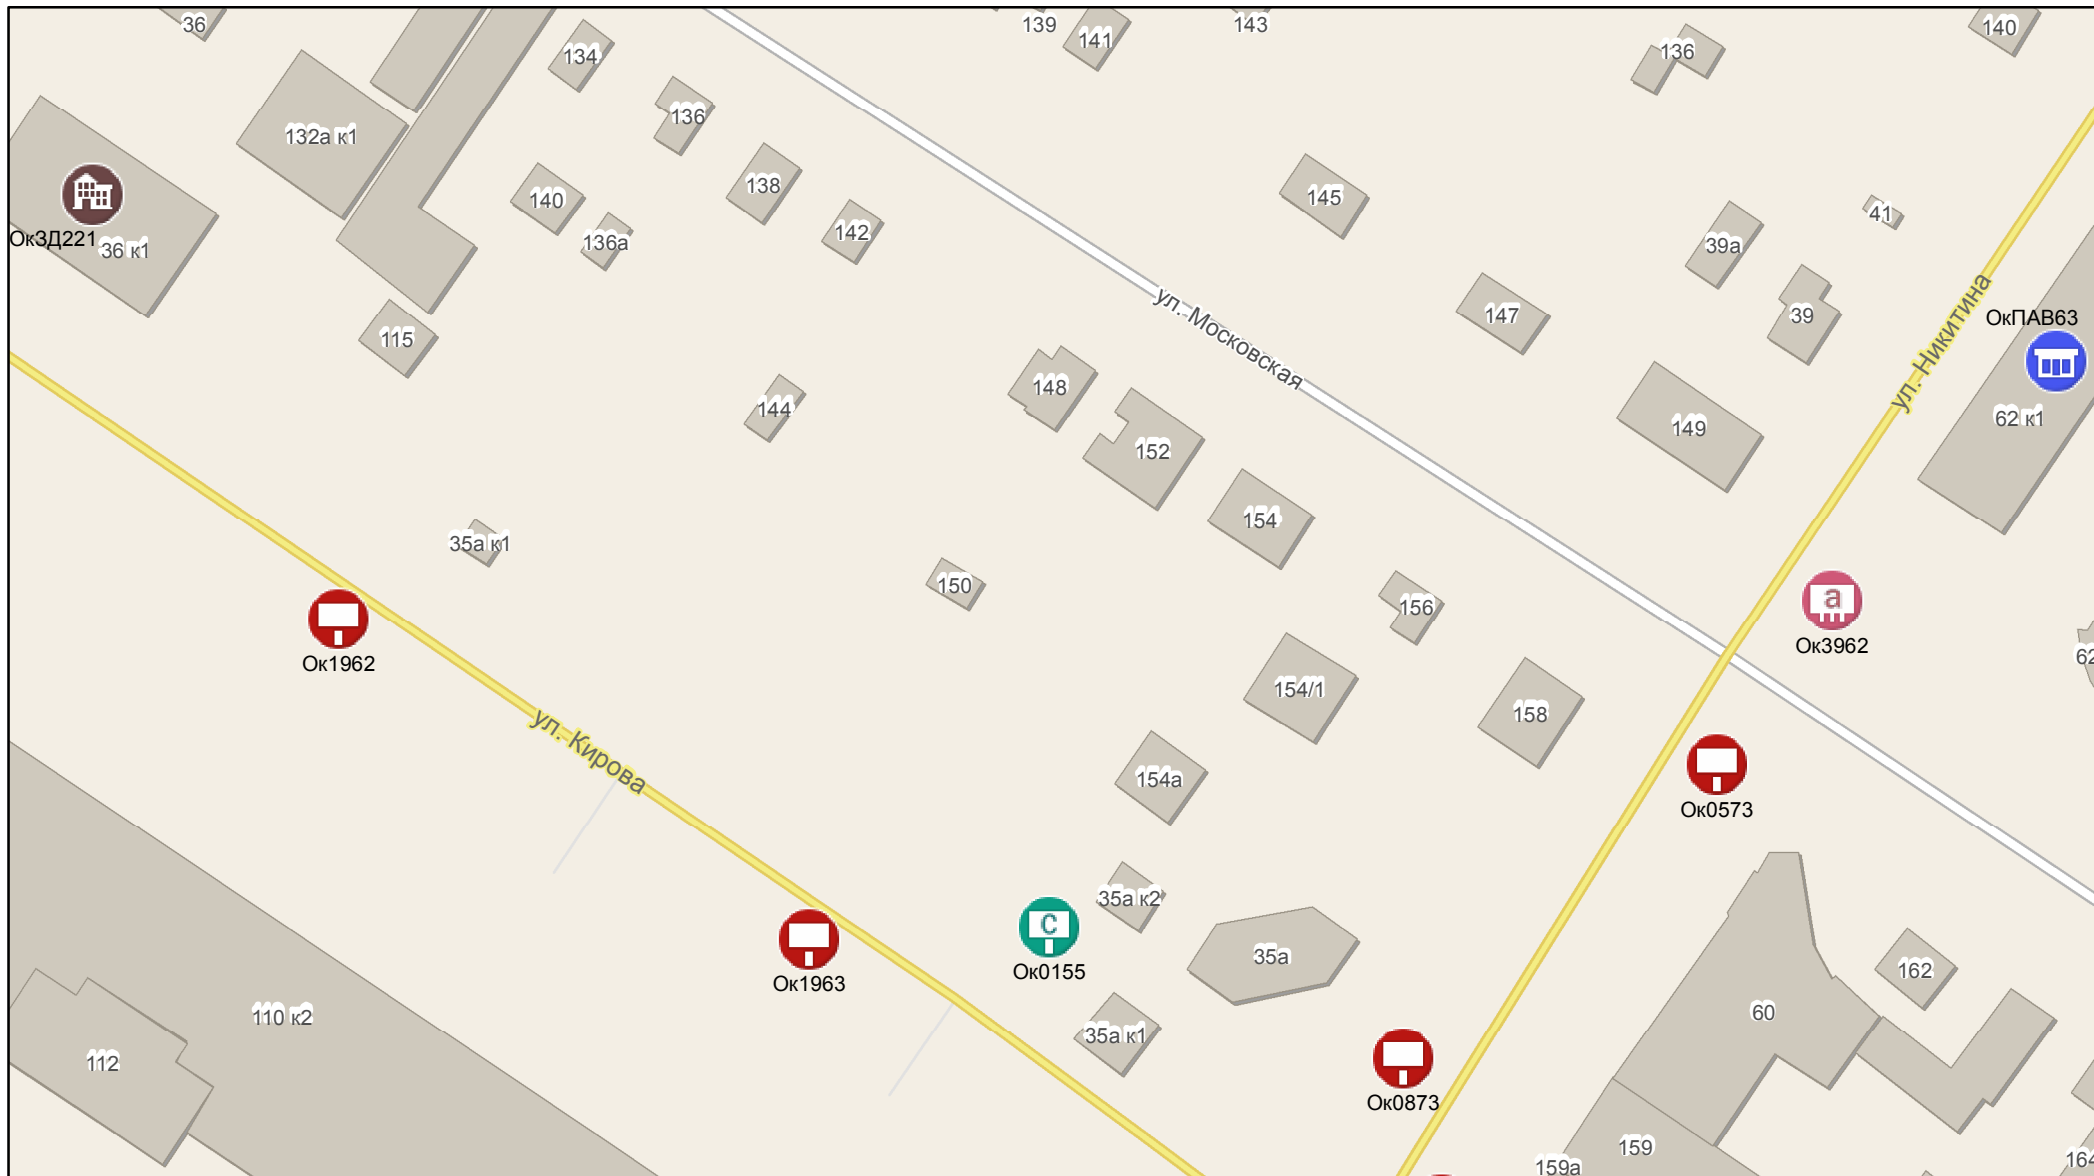 36
139
141
143
140
134
136
132а к1
136
138
140
142
136а
145
41
39а
ОкЗД221
36 к1
115
147
39
ул. Московская
ул. Никитина
ОкПАВ63
62 к1
148
144
152
149
154
35а к1
150
156
а
Ок3962
Ок1962
62
154/1
158
ул. Кирова
154а
Ок0573
35а к2
с
Ок0155
35а
Ок1963
162
110 к2
60
35а к1
112
Ок0873
159
159а
164